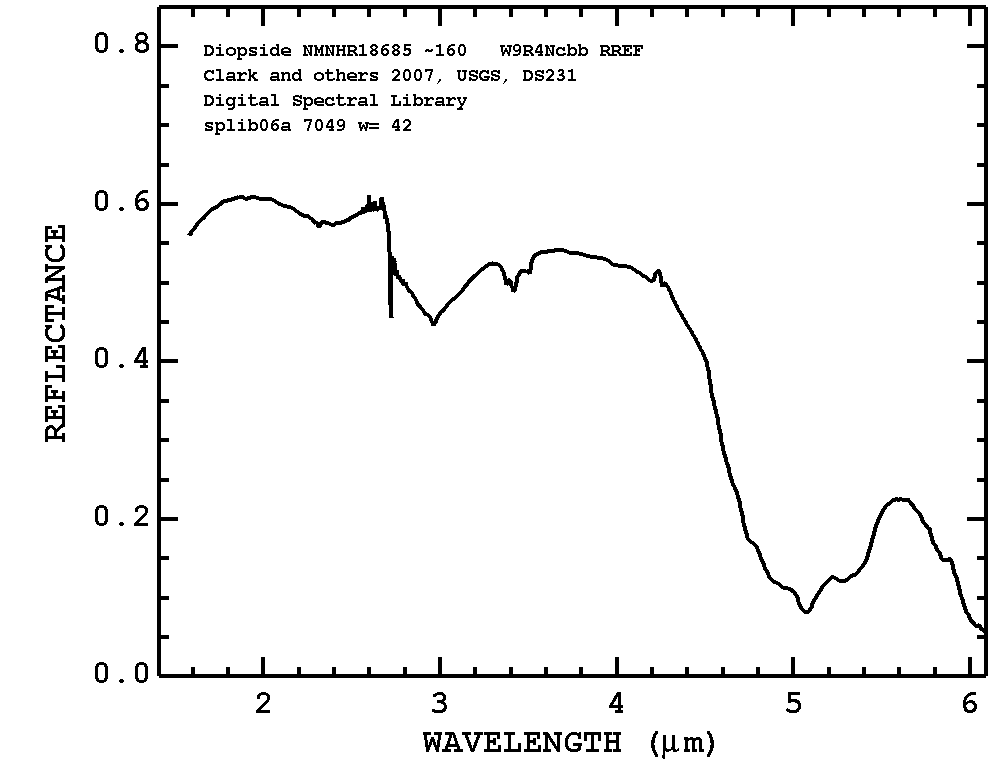 Diopside NMNHR18685 ~160 W9R4Ncbb RREF
Clark and others 2007, USGS, DS231
Digital Spectral Library
splib06a 7049 w= 42
0.8
0.6
0.4
0.2
0.0
REFLECTANCE
2 3 4 5 6
WAVELENGTH (μm)